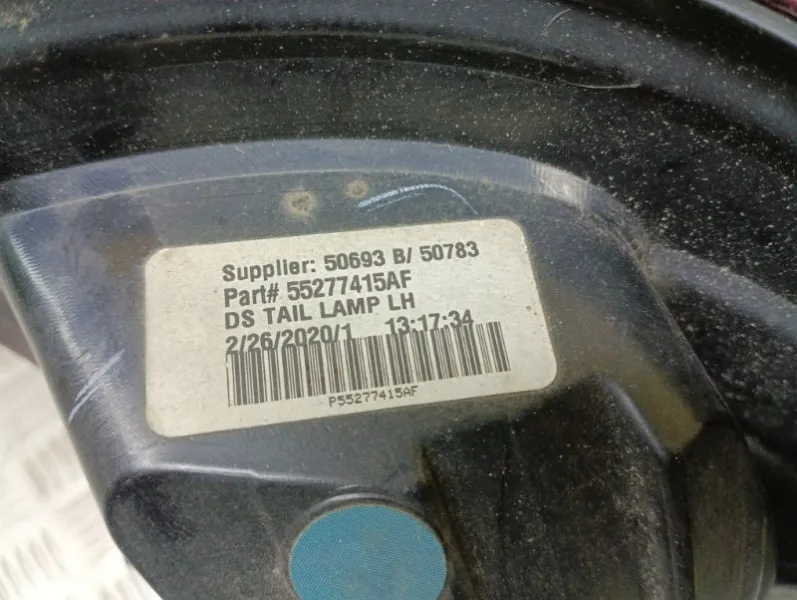 Supplier: 50693 B/ 50783
Part# 55277415AF
DS TAIL LAMP LH
2/26/2020/1 13:17:34
P55277415AF